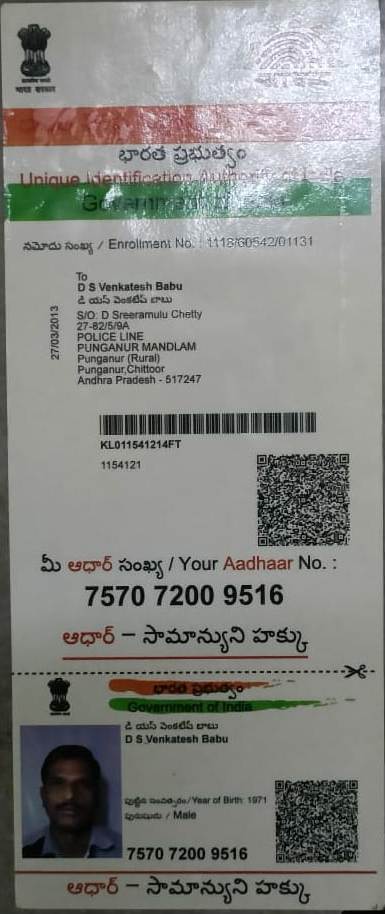 భారత ప్రభుత్వం
Unique Identification Authority of India
Government of India
నమోదు సంఖ్య / Enrollment No. : 1118/60542/01131
To
D S Venkatesh Babu
డి యస్ వెంకటేష్ బాబు
S/O: D Sreeramulu Chetty
27-82/5/9A
POLICE LINE
PUNGANUR MANDLAM
Punganur (Rural)
Punganur,Chittoor
Andhra Pradesh - 517247
27/03/2013
KL011541214FT
1154121
మీ ఆధార్ సంఖ్య / Your Aadhaar No. :
7570 7200 9516
ఆధార్ – సామాన్యుని హక్కు
భారత ప్రభుత్వం
Government of India
డి యస్ వెంకటేష్ బాబు
D S Venkatesh Babu
పుట్టిన సంవత్సరం/Year of Birth: 1971
పురుషుడు / Male
7570 7200 9516
ఆధార్ – సామాన్యుని హక్కు